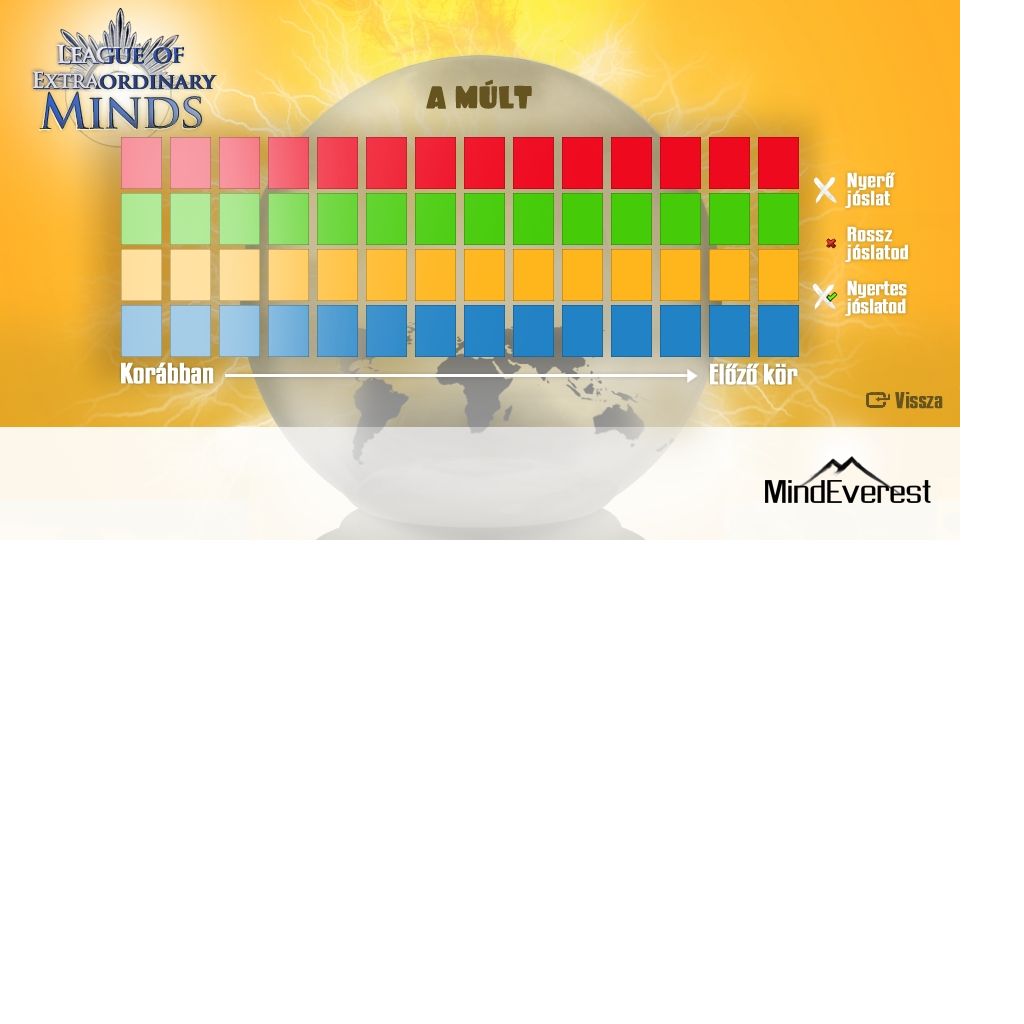 LEAGUE OF
EXTRAORDINARY
MINDS
A MÚLT
Nyerő
jóslat
Rossz
jóslatod
Nyertes
jóslatod
Korábban
Előző kör
Vissza
MindEverest